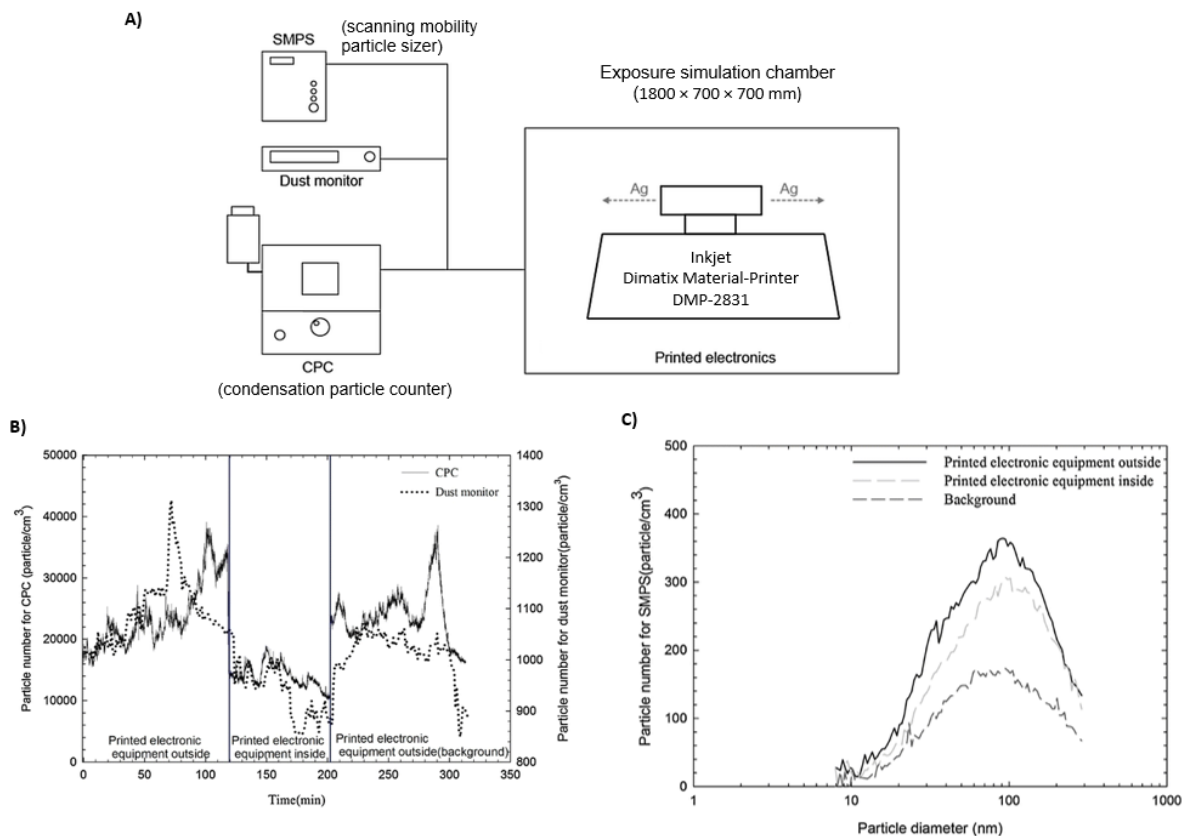 A)
SMPS
(scanning mobility
particle sizer)
Dust monitor
CPC
(condensation particle counter)
Exposure simulation chamber
(1800 × 700 × 700 mm)
Ag
Ag
Inkjet
Dimatix Material-Printer
DMP-2831
Printed electronics
B)
Particle number for CPC (particle/cm³)
50000
40000
30000
20000
10000
0
CPC
Dust monitor
1400
1300
1200
1100
1000
900
800
Particle number for dust monitor(particle/cm³)
Printed electronic
equipment outside
Printed electronic
equipment inside
Printed electronic
equipment outside(background)
0
50
100
150
200
250
300
350
Time(min)
C)
Particle number for SMPS(particle/cm³)
500
400
300
200
100
0
Printed electronic equipment outside
Printed electronic equipment inside
Background
1
10
100
1000
Particle diameter (nm)